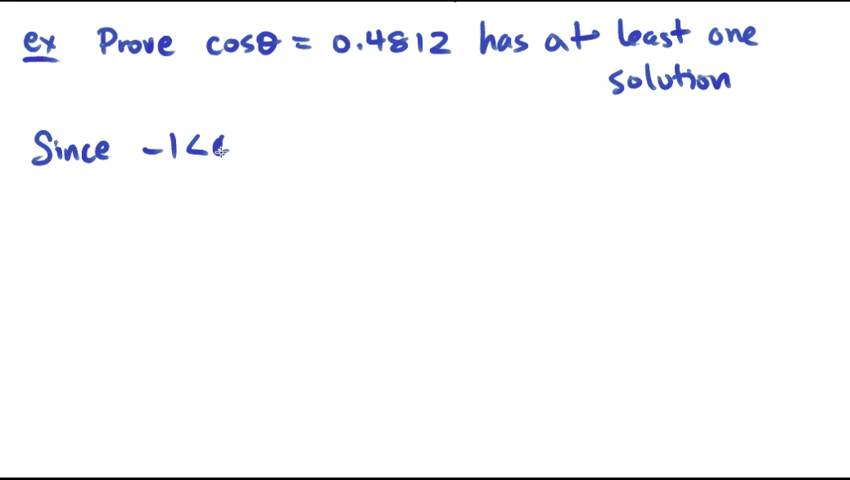 ex Prove cosθ = 0.4812 has at least one
solution
Since -1<